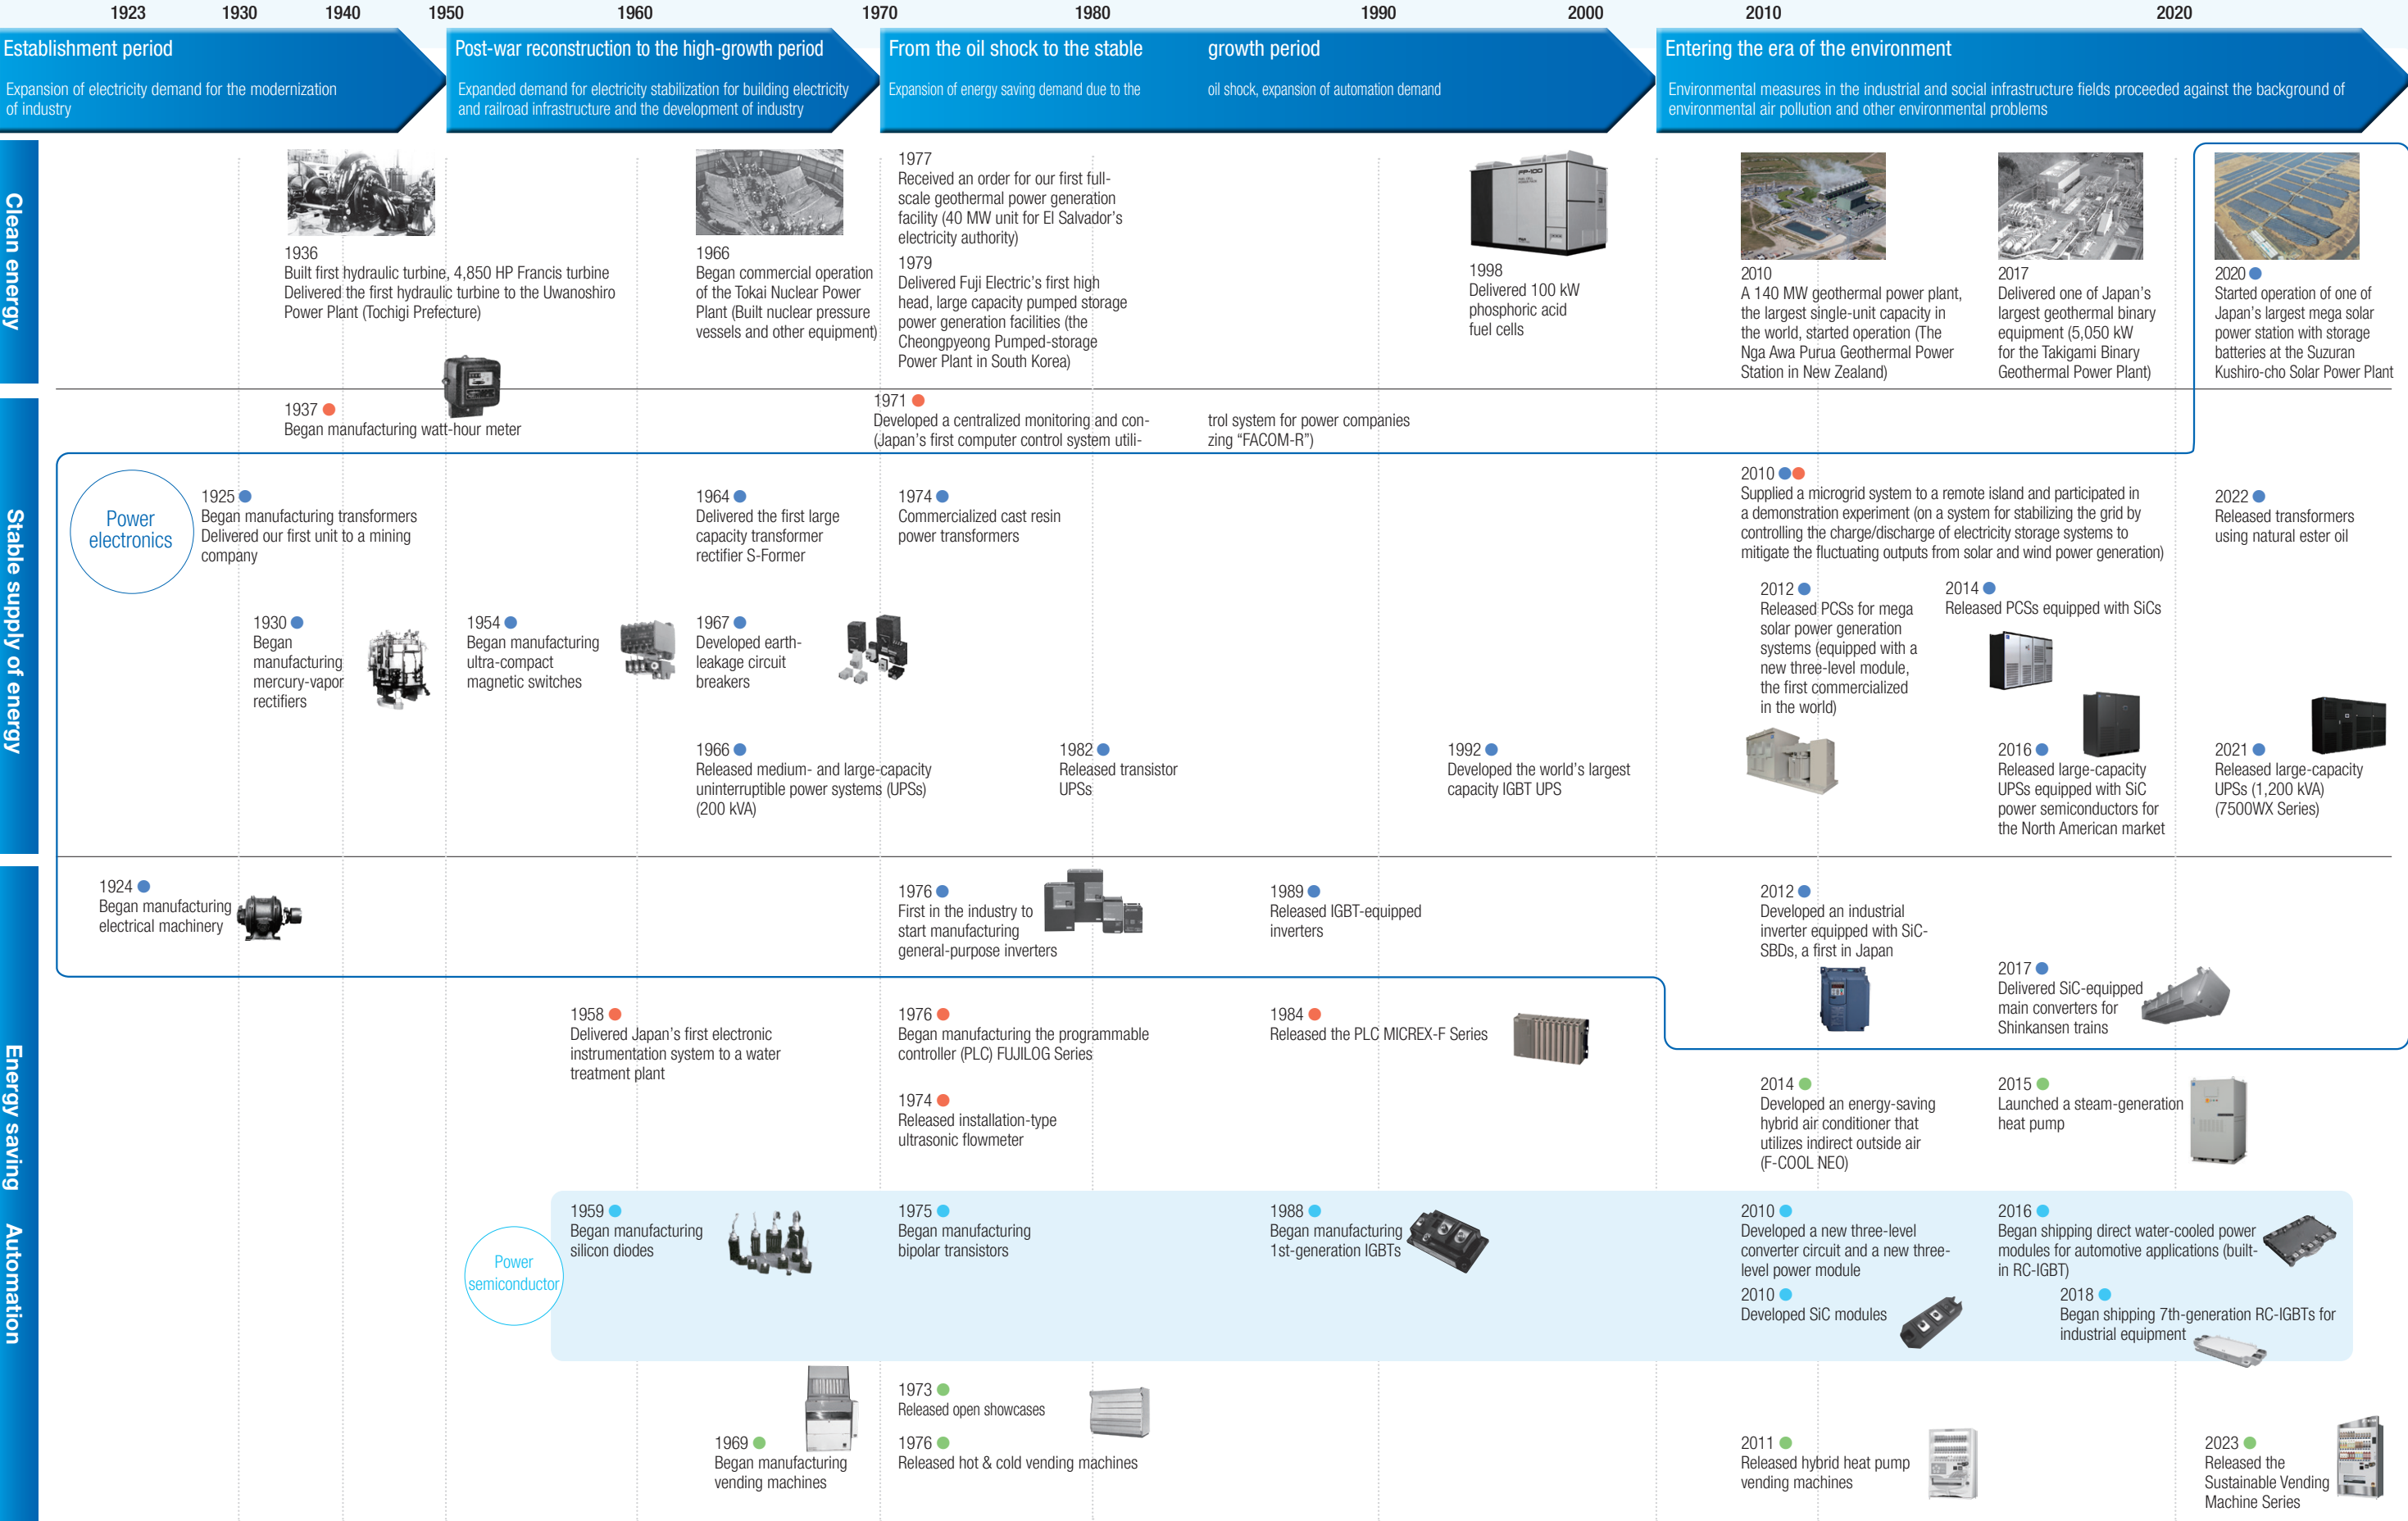 1923 1930 1940 1950 1960 1970 1980 1990 2000 2010 2020
Establishment period
Expansion of electricity demand for the modernization
of industry
Post-war reconstruction to the high-growth period
Expanded demand for electricity stabilization for building electricity
and railroad infrastructure and the development of industry
From the oil shock to the stable growth period
Expansion of energy saving demand due to the oil shock, expansion of automation demand
Entering the era of the environment
Environmental measures in the industrial and social infrastructure fields proceeded against the background of
environmental air pollution and other environmental problems
Clean energy
1936
Built first hydraulic turbine, 4,850 HP Francis turbine
Delivered the first hydraulic turbine to the Uwanoshiro
Power Plant (Tochigi Prefecture)
1966
Began commercial operation
of the Tokai Nuclear Power
Plant (Built nuclear pressure
vessels and other equipment)
1977
Received an order for our first full-
scale geothermal power generation
facility (40 MW unit for El Salvador's
electricity authority)
1979
Delivered Fuji Electric's first high
head, large capacity pumped storage
power generation facilities (the
Cheongpyeong Pumped-storage
Power Plant in South Korea)
FP-100
1998
Delivered 100 kW
phosphoric acid
fuel cells
2010
A 140 MW geothermal power plant,
the largest single-unit capacity in
the world, started operation (The
Nga Awa Purua Geothermal Power
Station in New Zealand)
2017
Delivered one of Japan's
largest geothermal binary
equipment (5,050 kW
for the Takigami Binary
Geothermal Power Plant)
2020
Started operation of one of
Japan's largest mega solar
power station with storage
batteries at the Suzuran
Kushiro-cho Solar Power Plant
Stable supply of energy
1937
Began manufacturing watt-hour meter
1971
Developed a centralized monitoring and con- trol system for power companies
(Japan's first computer control system utili- zing “FACOM-R”)
Power
electronics
1925
Began manufacturing transformers
Delivered our first unit to a mining
company
1964
Delivered the first large
capacity transformer
rectifier S-Former
1974
Commercialized cast resin
power transformers
2010
Supplied a microgrid system to a remote island and participated in
a demonstration experiment (on a system for stabilizing the grid by
controlling the charge/discharge of electricity storage systems to
mitigate the fluctuating outputs from solar and wind power generation)
2022
Released transformers
using natural ester oil
1930
Began
manufacturing
mercury-vapor
rectifiers
1954
Began manufacturing
ultra-compact
magnetic switches
1967
Developed earth-
leakage circuit
breakers
2012
Released PCSs for mega
solar power generation
systems (equipped with a
new three-level module,
the first commercialized
in the world)
2014
Released PCSs equipped with SiCs
1966
Released medium- and large-capacity
uninterruptible power systems (UPSs)
(200 kVA)
1982
Released transistor
UPSs
1992
Developed the world's largest
capacity IGBT UPS
2016
Released large-capacity
UPSs equipped with SiC
power semiconductors for
the North American market
2021
Released large-capacity
UPSs (1,200 kVA)
(7500WX Series)
Energy saving Automation
1924
Began manufacturing
electrical machinery
1976
First in the industry to
start manufacturing
general-purpose inverters
1989
Released IGBT-equipped
inverters
2012
Developed an industrial
inverter equipped with SiC-
SBDs, a first in Japan
2017
Delivered SiC-equipped
main converters for
Shinkansen trains
1958
Delivered Japan's first electronic
instrumentation system to a water
treatment plant
1976
Began manufacturing the programmable
controller (PLC) FUJILOG Series
1984
Released the PLC MICREX-F Series
1974
Released installation-type
ultrasonic flowmeter
2014
Developed an energy-saving
hybrid air conditioner that
utilizes indirect outside air
(F-COOL NEO)
2015
Launched a steam-generation
heat pump
Power
semiconductor
1959
Began manufacturing
silicon diodes
1975
Began manufacturing
bipolar transistors
1988
Began manufacturing
1st-generation IGBTs
2010
Developed a new three-level
converter circuit and a new three-
level power module
2010
Developed SiC modules
2016
Began shipping direct water-cooled power
modules for automotive applications (built-
in RC-IGBT)
2018
Began shipping 7th-generation RC-IGBTs for
industrial equipment
1969
Began manufacturing
vending machines
1973
Released open showcases
1976
Released hot & cold vending machines
2011
Released hybrid heat pump
vending machines
2023
Released the
Sustainable Vending
Machine Series